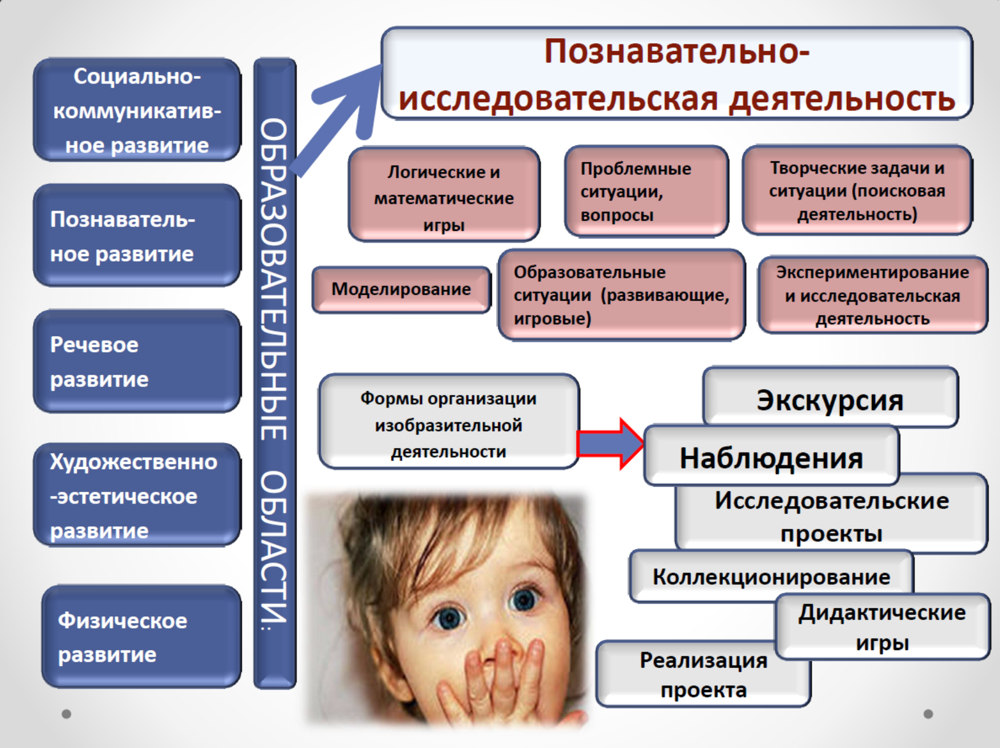 Познавательно-
исследовательская деятельность
Социально-
коммуникатив-
ное развитие
Познаватель-
ное развитие
Речевое
развитие
Художественно
-эстетическое
развитие
Физическое
развитие
ОБРАЗОВАТЕЛЬНЫЕ ОБЛАСТИ:
Логические и
математические
игры
Проблемные
ситуации,
вопросы
Творческие задачи и
ситуации (поисковая
деятельность)
Моделирование
Образовательные
ситуации (развивающие,
игровые)
Экспериментирование
и исследовательская
деятельность
Формы организации
изобразительной
деятельности
Экскурсия
Наблюдения
Исследовательские
проекты
Коллекционирование
Дидактические
игры
Реализация
проекта